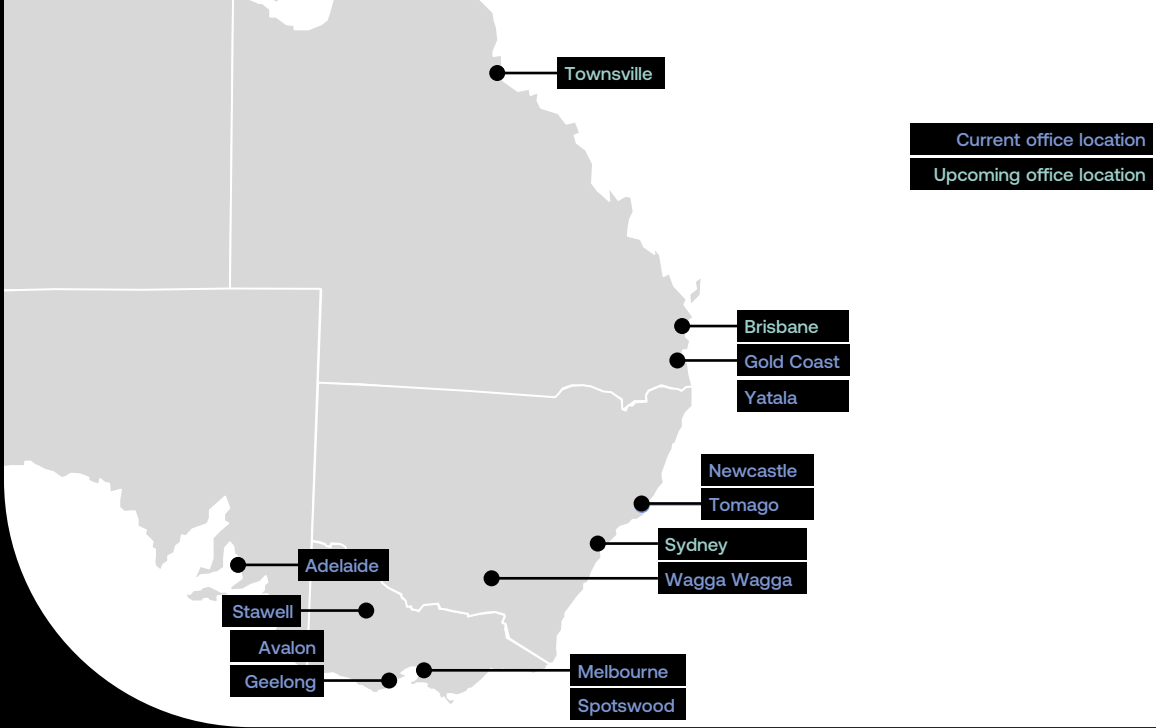 Townsville
Current office location
Upcoming office location
Brisbane
Gold Coast
Yatala
Newcastle
Tomago
Sydney
Wagga Wagga
Adelaide
Stawell
Avalon
Geelong
Melbourne
Spotswood